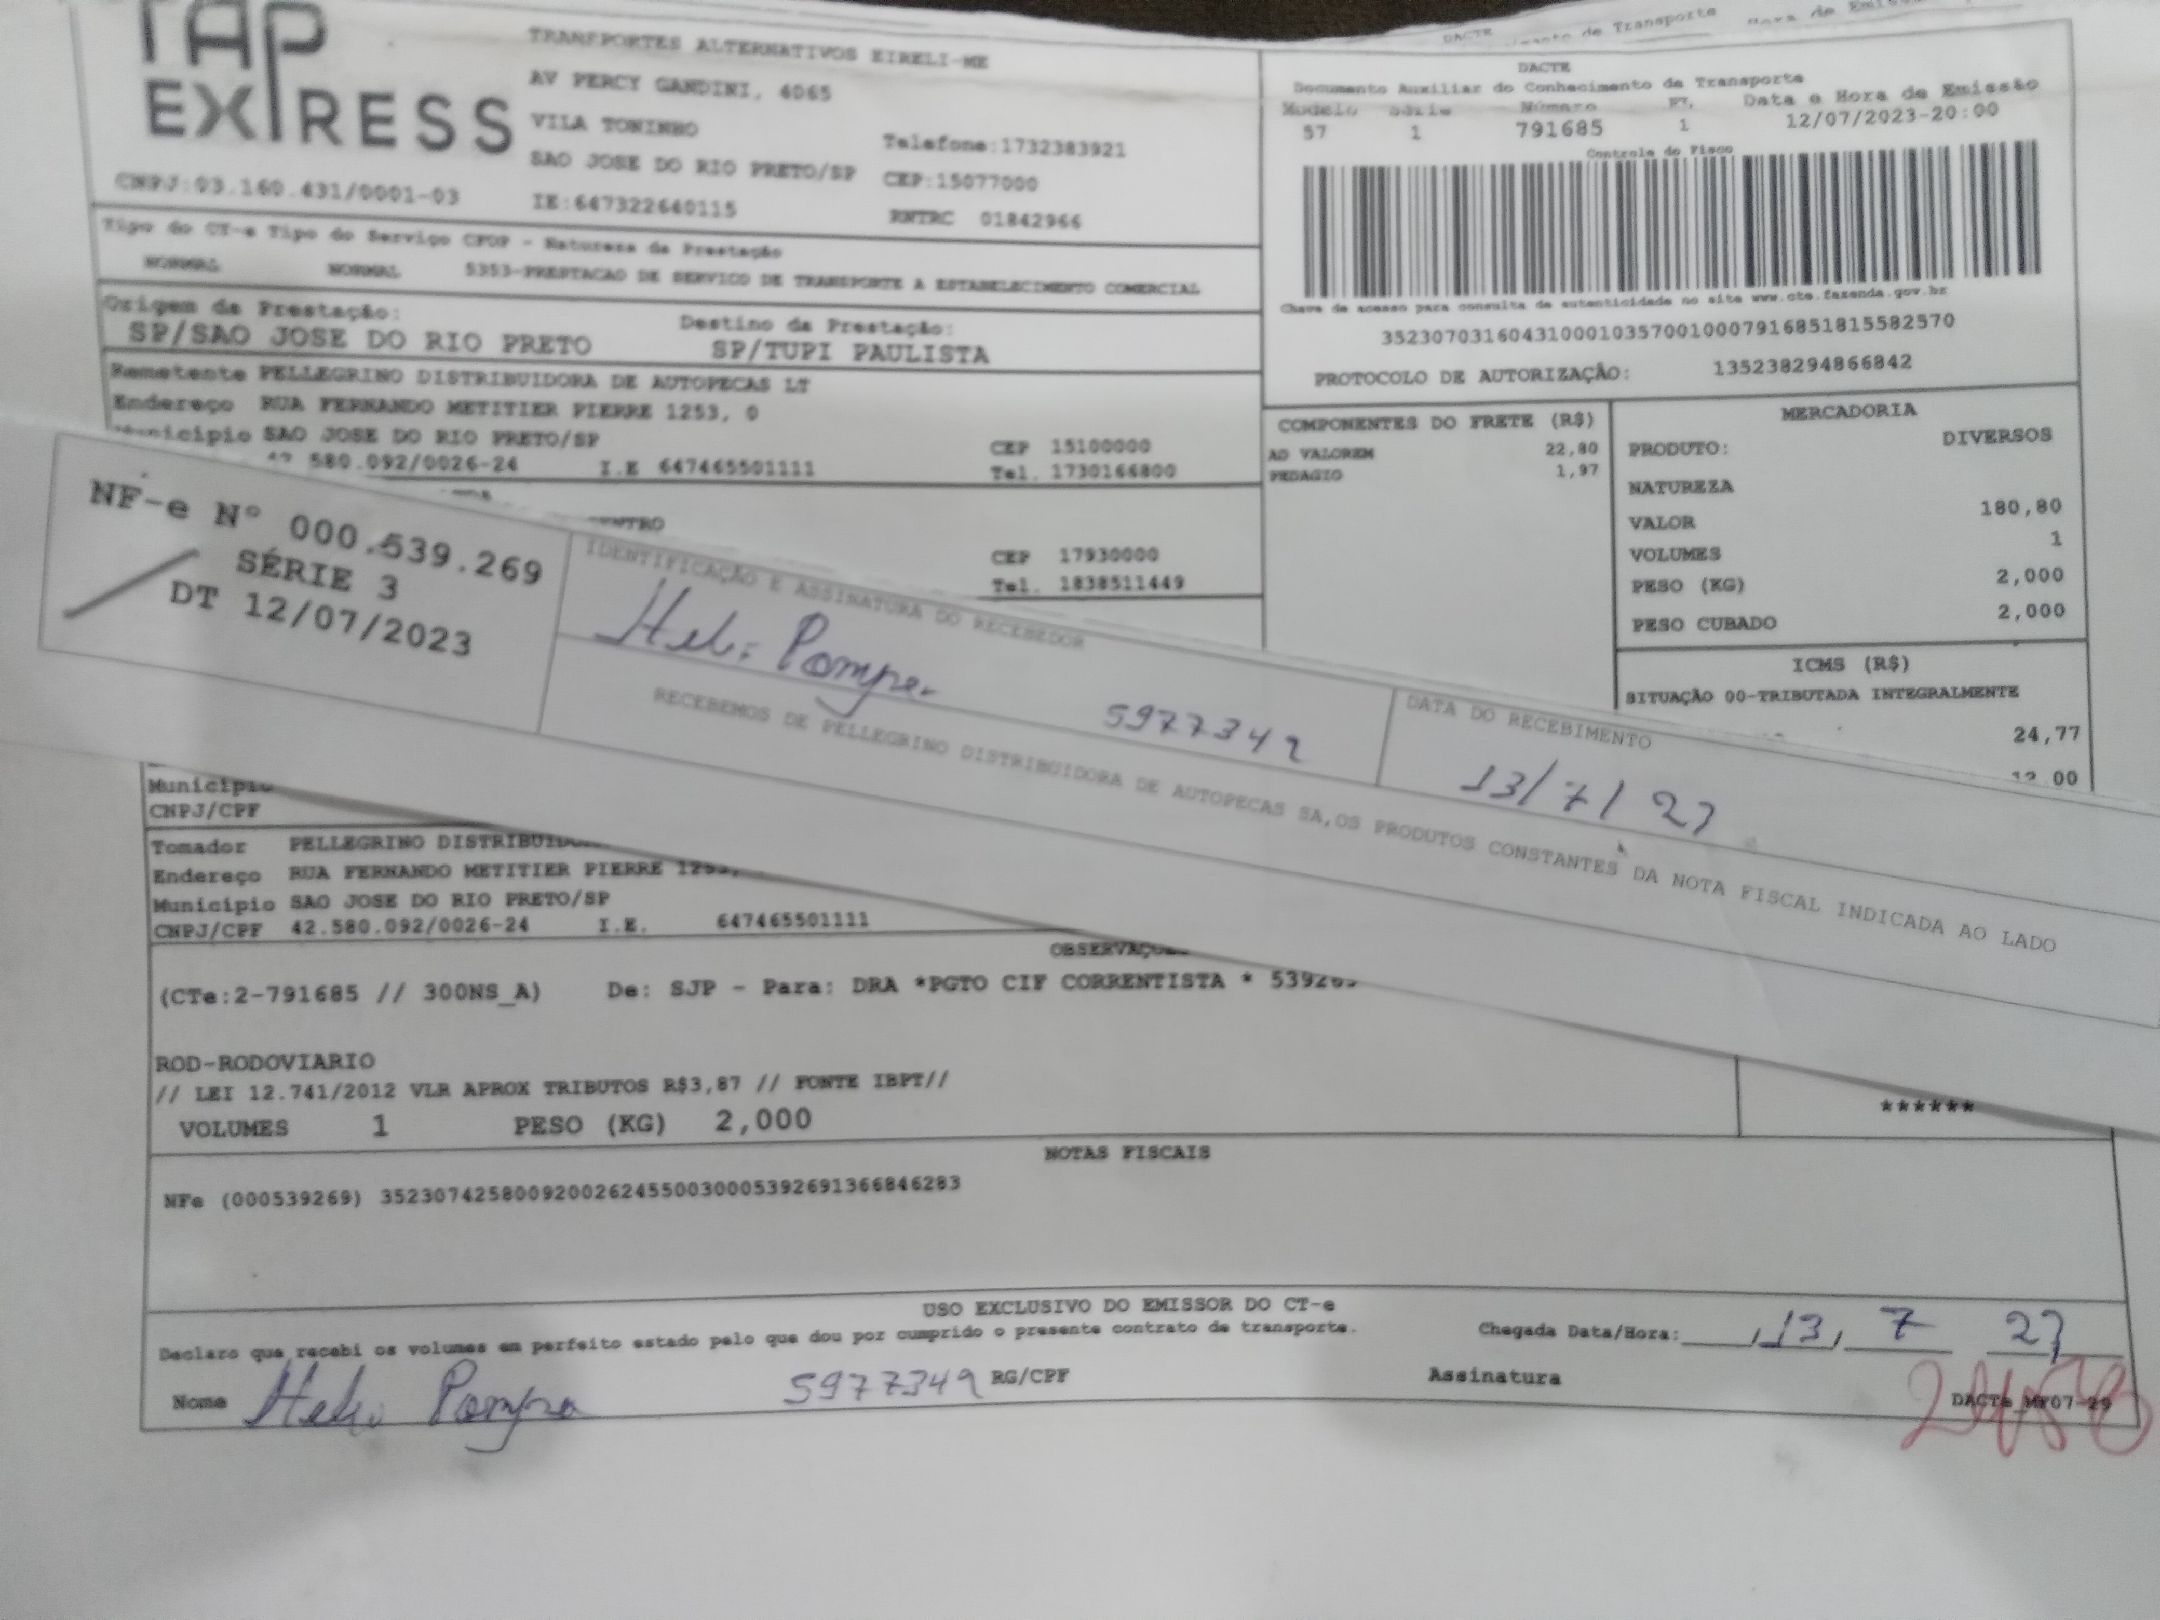 TAP
EXPRESS
CNPJ:03.160.431/0001-03
TRANSPORTES ALTERNATIVOS EIRELI-ME
AV PERCY GANDINI, 4065
VILA TONINHO
SAO JOSE DO RIO PRETO/SP
IE:647322640115
Telefone:1732383921
CEP:15077000
RNTRC 01842966
DACTE
Documento Auxiliar do Conhecimento de Transporte
Modelo Série Número FT. Data e Hora de Emissão
57 1 791685 1 12/07/2023-20:00
Controle do Fisco
Chave de acesso para consulta de autenticidade no site www.cte.fazenda.gov.br
35230703160431000103570010007916851815582570
PROTOCOLO DE AUTORIZAÇÃO: 135238294866842
Tipo do CT-e Tipo do Serviço CFOP - Natureza da Prestação
NORMAL NORMAL 5353-PRESTACAO DE SERVICO DE TRANSPORTE A ESTABELECIMENTO COMERCIAL
Origem da Prestação: Destino da Prestação:
SP/SAO JOSE DO RIO PRETO SP/TUPI PAULISTA
Remetente PELLEGRINO DISTRIBUIDORA DE AUTOPECAS LT
Endereço RUA FERNANDO METITIER PIERRE 1253, 0
Município SAO JOSE DO RIO PRETO/SP CEP 15100000
42.580.092/0026-24 I.E 647465501111 Tel. 1730166800
CEP 17930000
Tel. 1838511449
COMPONENTES DO FRETE (R$)
AD VALOREM 22,80
PEDAGIO 1,97
MERCADORIA
PRODUTO: DIVERSOS
NATUREZA
VALOR 180,80
VOLUMES 1
PESO (KG) 2,000
PESO CUBADO 2,000
ICMS (R$)
SITUAÇÃO 00-TRIBUTADA INTEGRALMENTE
24,77
12,00
NF-e Nº 000.539.269
SÉRIE 3
DT 12/07/2023
IDENTIFICAÇÃO E ASSINATURA DO RECEBEDOR
5977349
DATA DO RECEBIMENTO
13/7/23
RECEBEMOS DE PELLEGRINO DISTRIBUIDORA DE AUTOPECAS SA,OS PRODUTOS CONSTANTES DA NOTA FISCAL INDICADA AO LADO
Município
CNPJ/CPF
Tomador PELLEGRINO
Endereço RUA FERNANDO METITIER PIERRE 1253,
Município SAO JOSE DO RIO PRETO/SP
CNPJ/CPF 42.580.092/0026-24 I.E. 647465501111
(CTe:2-791685 // 300NS_A) De: SJP - Para: DRA *PGTO CIF CORRENTISTA * 539269
ROD-RODOVIARIO
// LEI 12.741/2012 VLR APROX TRIBUTOS R$3,87 // FONTE IBPT//
VOLUMES 1 PESO (KG) 2,000
******
NOTAS FISCAIS
NFe (000539269) 35230742580092002624550030005392691366846283
USO EXCLUSIVO DO EMISSOR DO CT-e
Declaro que recebi os volumes em perfeito estado pelo que dou por cumprido o presente contrato de transporte.
Chegada Data/Hora: 13, 7 23
Nome 5977349 RG/CPF Assinatura